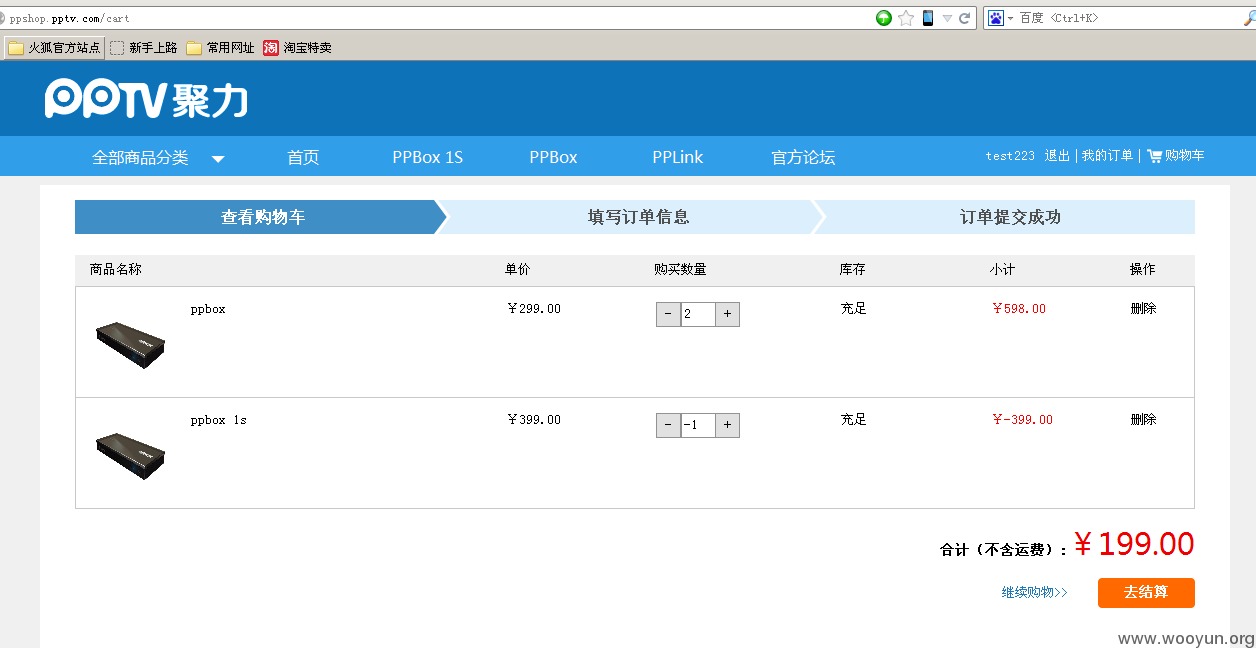 ppshop.pptv.com/cart
百度 <Ctrl+K>
火狐官方站点 新手上路 常用网址 淘 淘宝特卖
PPTV聚力
全部商品分类 首页 PPBox 1S PPBox PPLink 官方论坛 test223 退出 | 我的订单 | 购物车
查看购物车 填写订单信息 订单提交成功
商品名称 单价 购买数量 库存 小计 操作
ppbox ￥299.00 - 2 + 充足 ￥598.00 删除
ppbox 1s ￥399.00 - -1 + 充足 ￥-399.00 删除
合计（不含运费）：￥199.00
继续购物>> 去结算
www.wooyun.org